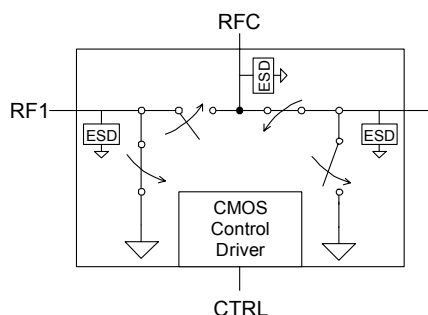 RFC
ESD
RF1
ESD
ESD
CMOS
Control
Driver
CTRL